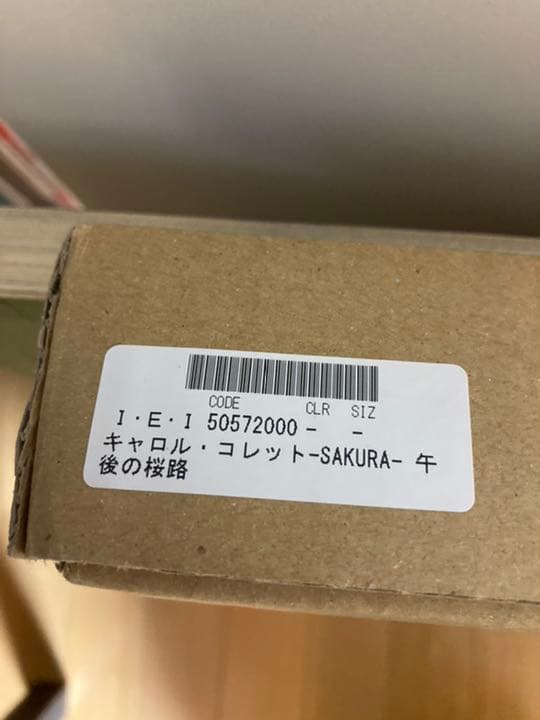 CODE CLR SIZ
I・E・I 50572000 - -
キャロル・コレット-SAKURA- 午
後の桜路